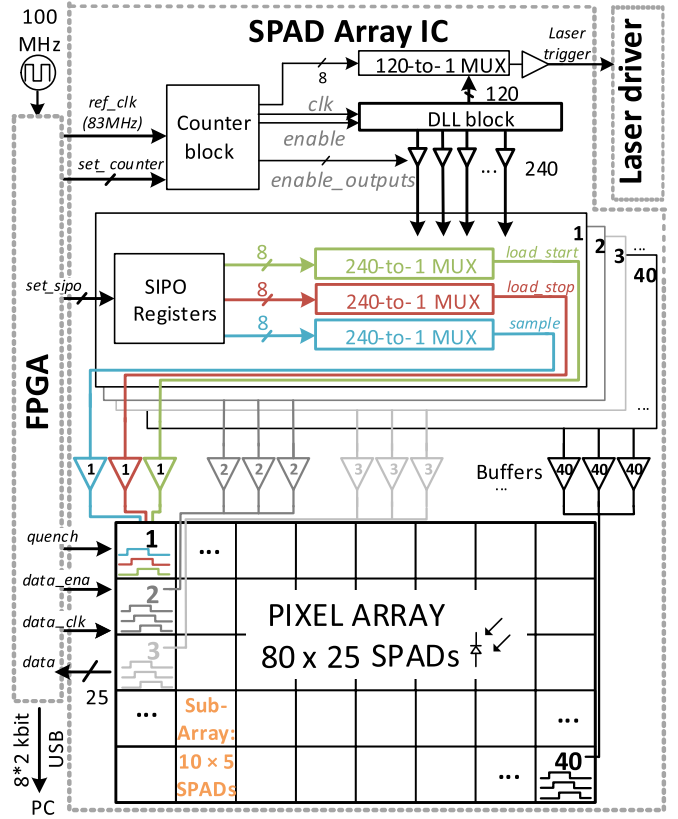 100
MHz
SPAD Array IC
Laser
trigger
Laser driver
8
120-to-1 MUX
120
ref_clk
(83MHz)
Counter
block
clk
enable
DLL block
set_counter
enable_outputs
...
240
1
2
3
...
40
set_sipo
SIPO
Registers
8
240-to-1 MUX
load_start
8
240-to-1 MUX
load_stop
8
240-to-1 MUX
sample
FPGA
...
1
1
1
2
2
2
3
3
3
Buffers
...
40
40
40
quench
data_ena
data_clk
data
25
1
...
2
3
PIXEL ARRAY
80 x 25 SPADs
...
Sub-
Array:
10 × 5
SPADs
...
...
40
8*2 kbit
USB
PC